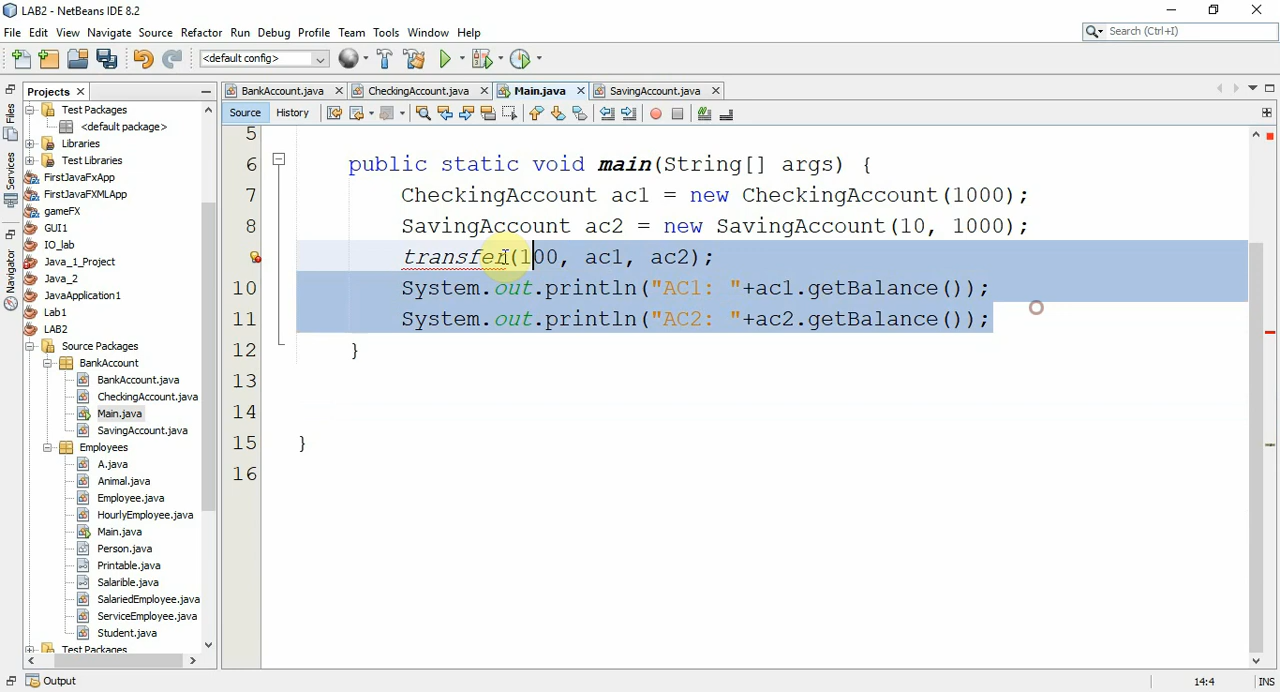 LAB2 - NetBeans IDE 8.2
File Edit View Navigate Source Refactor Run Debug Profile Team Tools Window Help
Search (Ctrl+I)
<default config>
Projects
BankAccount.java CheckingAccount.java Main.java SavingAccount.java
Source History
Files
Services
Navigator
Test Packages
<default package>
Libraries
Test Libraries
FirstJavaFxApp
FirstJavaFXMLApp
gameFX
GUI1
IO_lab
Java_1_Project
Java_2
JavaApplication1
Lab1
LAB2
Source Packages
BankAccount
BankAccount.java
CheckingAccount.java
Main.java
SavingAccount.java
Employees
A.java
Animal.java
Employee.java
HourlyEmployee.java
Main.java
Person.java
Printable.java
Salarible.java
SalariedEmployee.java
ServiceEmployee.java
Student.java
Test Packages
5
6 public static void main(String[] args) {
7 CheckingAccount ac1 = new CheckingAccount(1000);
8 SavingAccount ac2 = new SavingAccount(10, 1000);
transfer(100, ac1, ac2);
10 System.out.println("AC1: "+ac1.getBalance());
11 System.out.println("AC2: "+ac2.getBalance());
12 }
13
14
15 }
16
Output
14:4 INS